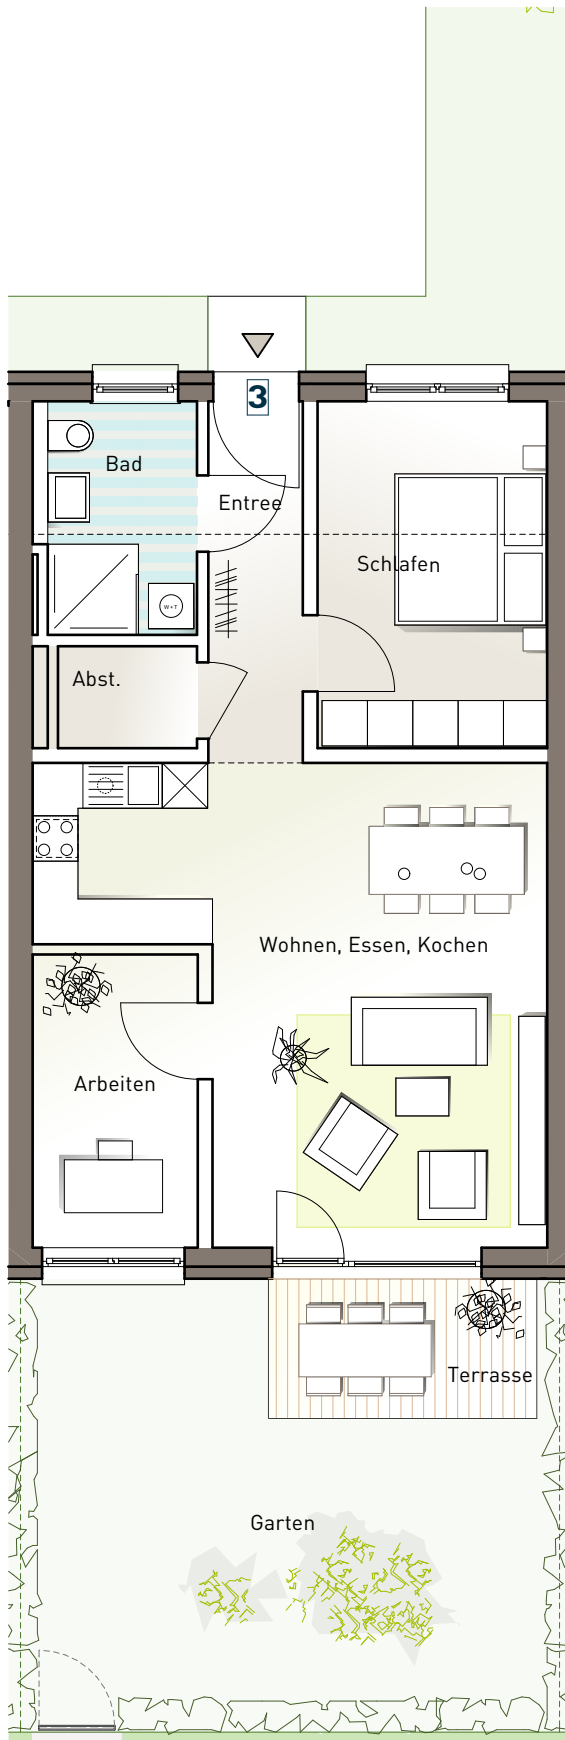 3
Bad
Entree
Schlafen
W+T
Abst.
Wohnen, Essen, Kochen
Arbeiten
Terrasse
Garten